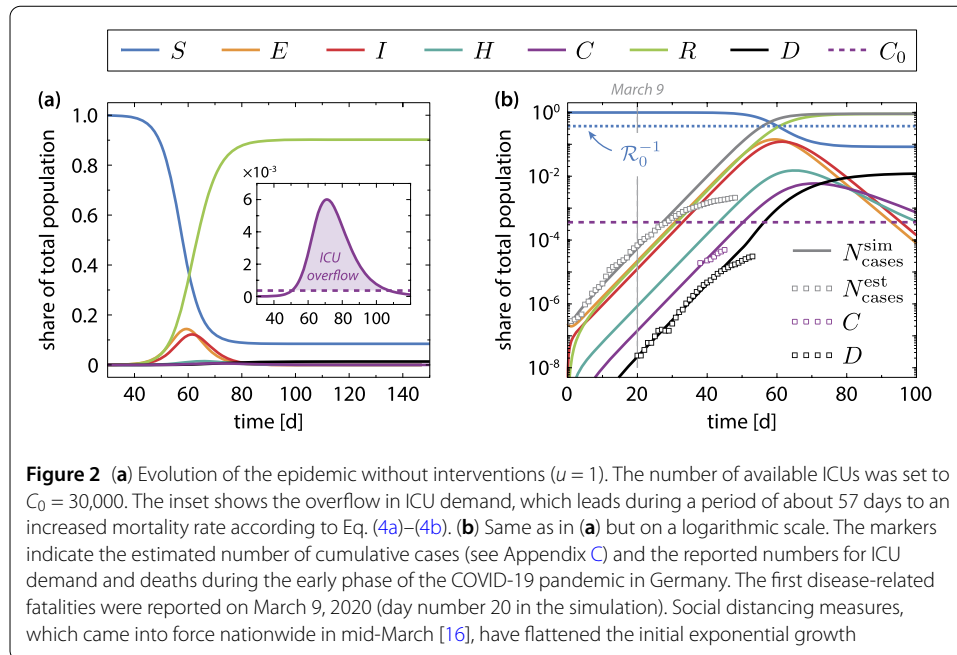 S E I H C R D C₀
(a)
share of total population
1.0
0.8
0.6
0.4
0.2
0
40 60 80 100 120 140
time [d]
×10⁻³
6
4
2
0
40 60 80 100
ICU
overflow
(b)
March 9
share of total population
10⁰
10⁻²
10⁻⁴
10⁻⁶
10⁻⁸
0 20 40 60 80 100
time [d]
ℛ₀⁻¹
N_cases^sim
N_cases^est
C
D
Figure 2 (a) Evolution of the epidemic without interventions (u = 1). The number of available ICUs was set to
C₀ = 30,000. The inset shows the overflow in ICU demand, which leads during a period of about 57 days to an
increased mortality rate according to Eq. (4a)–(4b). (b) Same as in (a) but on a logarithmic scale. The markers
indicate the estimated number of cumulative cases (see Appendix C) and the reported numbers for ICU
demand and deaths during the early phase of the COVID-19 pandemic in Germany. The first disease-related
fatalities were reported on March 9, 2020 (day number 20 in the simulation). Social distancing measures,
which came into force nationwide in mid-March [16], have flattened the initial exponential growth